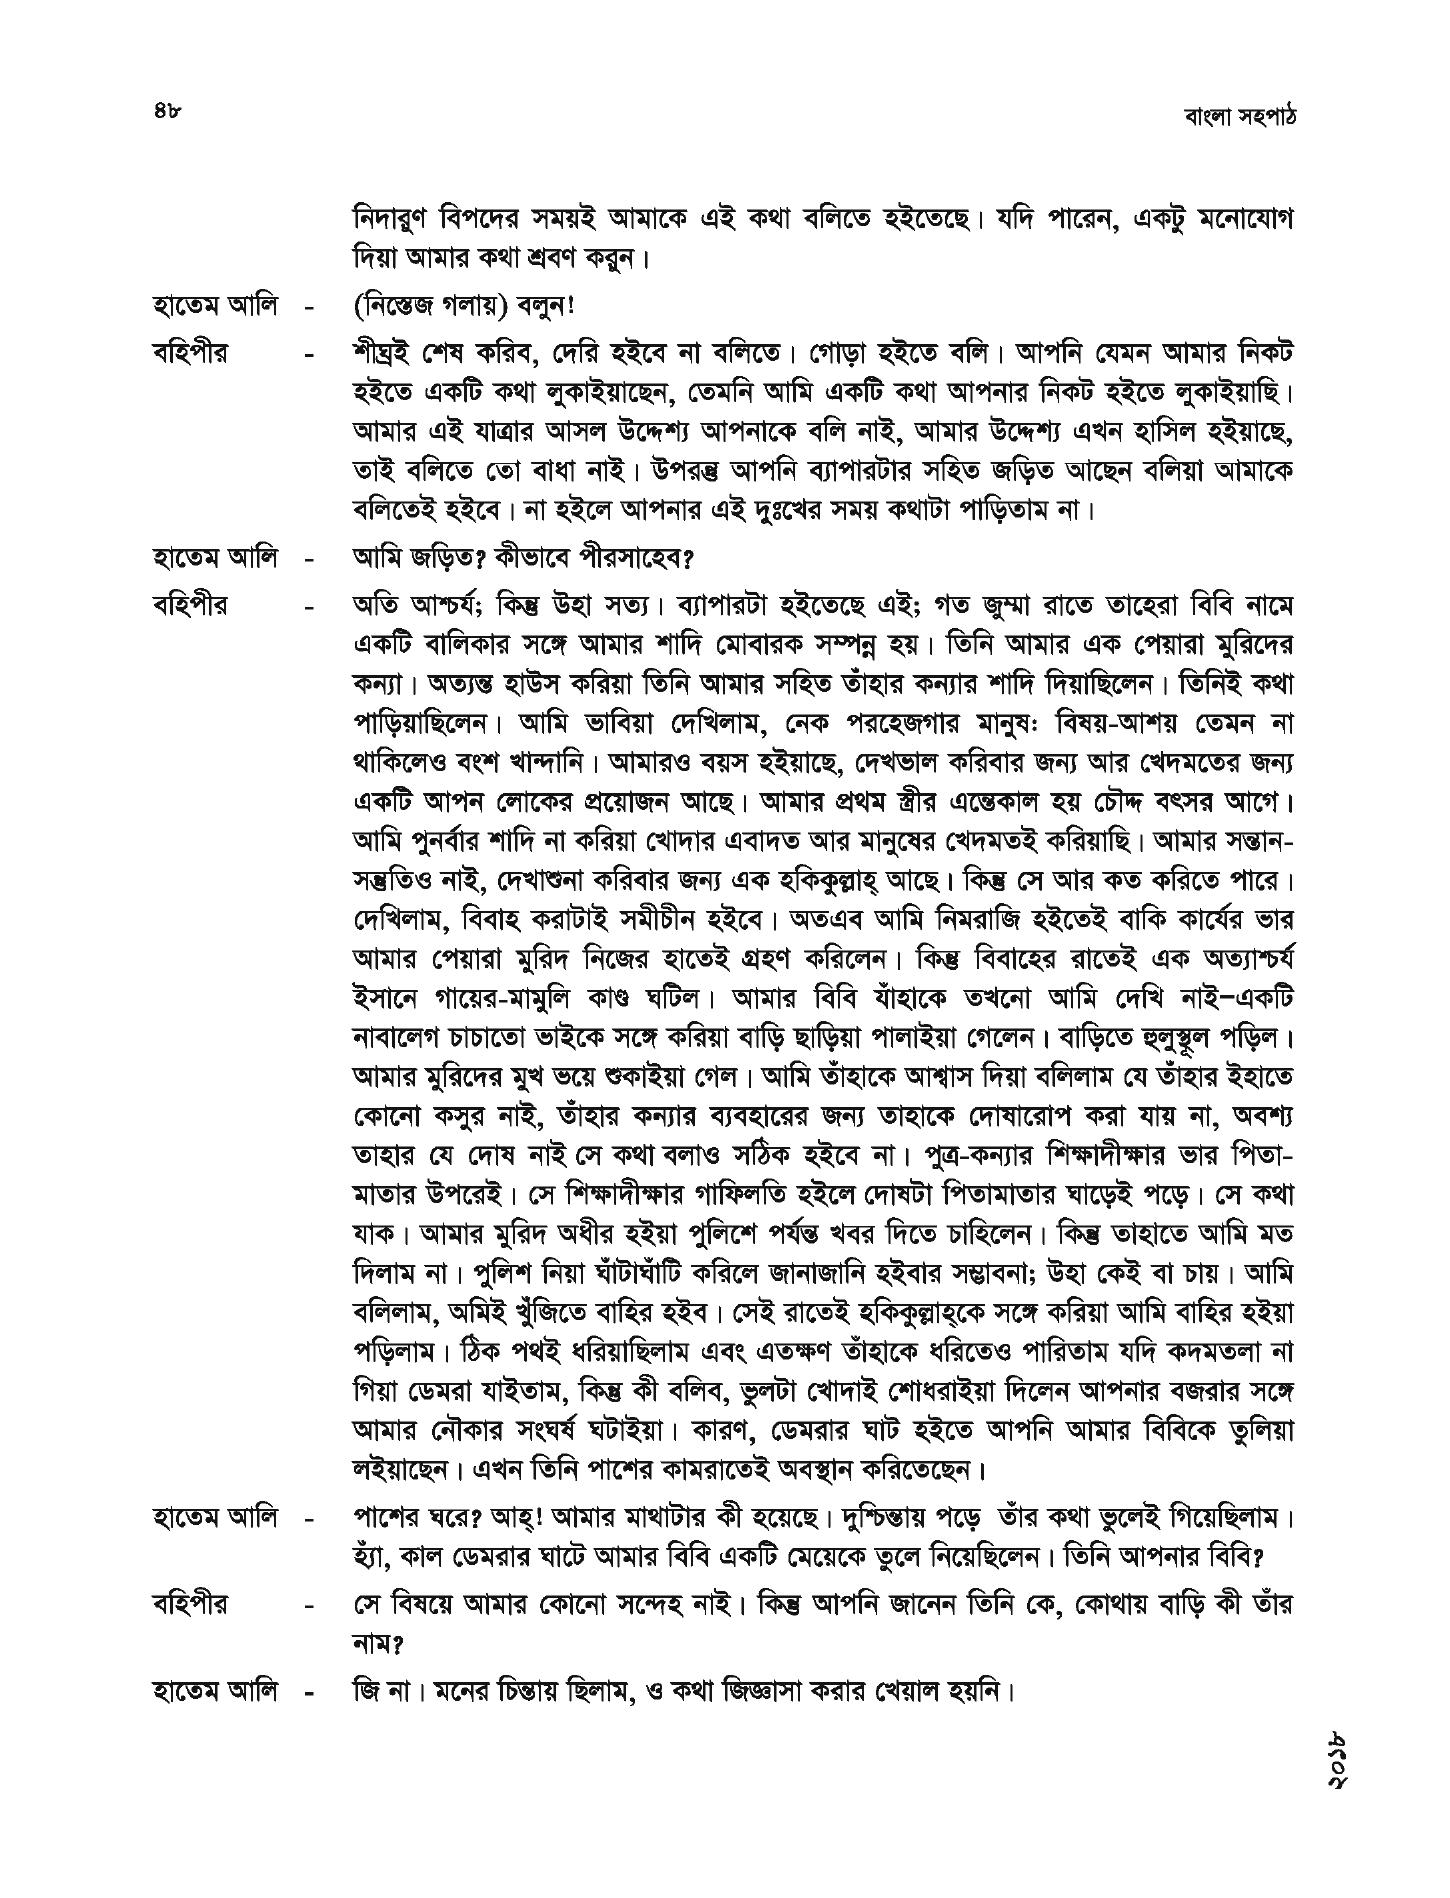 ৪৮
বাংলা সহপাঠ
নিদারুণ বিপদের সময়ই আমাকে এই কথা বলিতে হইতেছে। যদি পারেন, একটু মনোযোগ
দিয়া আমার কথা শ্রবণ করুন।
হাতেম আলি - (নিস্তেজ গলায়) বলুন!
বহিপীর - শীঘ্রই শেষ করিব, দেরি হইবে না বলিতে। গোড়া হইতে বলি। আপনি যেমন আমার নিকট
হইতে একটি কথা লুকাইয়াছেন, তেমনি আমি একটি কথা আপনার নিকট হইতে লুকাইয়াছি।
আমার এই যাত্রার আসল উদ্দেশ্য আপনাকে বলি নাই, আমার উদ্দেশ্য এখন হাসিল হইয়াছে,
তাই বলিতে তো বাধা নাই। উপরন্তু আপনি ব্যাপারটার সহিত জড়িত আছেন বলিয়া আমাকে
বলিতেই হইবে। না হইলে আপনার এই দুঃখের সময় কথাটা পাড়িতাম না।
হাতেম আলি - আমি জড়িত? কীভাবে পীরসাহেব?
বহিপীর - অতি আশ্চর্য; কিন্তু উহা সত্য। ব্যাপারটা হইতেছে এই; গত জুম্মা রাতে তাহেরা বিবি নামে
একটি বালিকার সঙ্গে আমার শাদি মোবারক সম্পন্ন হয়। তিনি আমার এক পেয়ারা মুরিদের
কন্যা। অত্যন্ত হাউস করিয়া তিনি আমার সহিত তাঁহার কন্যার শাদি দিয়াছিলেন। তিনিই কথা
পাড়িয়াছিলেন। আমি ভাবিয়া দেখিলাম, নেক পরহেজগার মানুষ: বিষয়-আশয় তেমন না
থাকিলেও বংশ খান্দানি। আমারও বয়স হইয়াছে, দেখভাল করিবার জন্য আর খেদমতের জন্য
একটি আপন লোকের প্রয়োজন আছে। আমার প্রথম স্ত্রীর এন্তেকাল হয় চৌদ্দ বৎসর আগে।
আমি পুনর্বার শাদি না করিয়া খোদার এবাদত আর মানুষের খেদমতই করিয়াছি। আমার সন্তান-
সন্তুতিও নাই, দেখাশুনা করিবার জন্য এক হকিকুল্লাহ্ আছে। কিন্তু সে আর কত করিতে পারে।
দেখিলাম, বিবাহ করাটাই সমীচীন হইবে। অতএব আমি নিমরাজি হইতেই বাকি কার্যের ভার
আমার পেয়ারা মুরিদ নিজের হাতেই গ্রহণ করিলেন। কিন্তু বিবাহের রাতেই এক অত্যাশ্চর্য
ইসানে গায়ের-মামুলি কাণ্ড ঘটিল। আমার বিবি যাঁহাকে তখনো আমি দেখি নাই–একটি
নাবালেগ চাচাতো ভাইকে সঙ্গে করিয়া বাড়ি ছাড়িয়া পালাইয়া গেলেন। বাড়িতে হুলুস্থূল পড়িল।
আমার মুরিদের মুখ ভয়ে শুকাইয়া গেল। আমি তাঁহাকে আশ্বাস দিয়া বলিলাম যে তাঁহার ইহাতে
কোনো কসুর নাই, তাঁহার কন্যার ব্যবহারের জন্য তাহাকে দোষারোপ করা যায় না, অবশ্য
তাহার যে দোষ নাই সে কথা বলাও সঠিক হইবে না। পুত্র-কন্যার শিক্ষাদীক্ষার ভার পিতা-
মাতার উপরেই। সে শিক্ষাদীক্ষার গাফিলতি হইলে দোষটা পিতামাতার ঘাড়েই পড়ে। সে কথা
যাক। আমার মুরিদ অধীর হইয়া পুলিশে পর্যন্ত খবর দিতে চাহিলেন। কিন্তু তাহাতে আমি মত
দিলাম না। পুলিশ নিয়া ঘাঁটাঘাঁটি করিলে জানাজানি হইবার সম্ভাবনা; উহা কেই বা চায়। আমি
বলিলাম, অমিই খুঁজিতে বাহির হইব। সেই রাতেই হকিকুল্লাহ্‌কে সঙ্গে করিয়া আমি বাহির হইয়া
পড়িলাম। ঠিক পথই ধরিয়াছিলাম এবং এতক্ষণ তাঁহাকে ধরিতেও পারিতাম যদি কদমতলা না
গিয়া ডেমরা যাইতাম, কিন্তু কী বলিব, ভুলটা খোদাই শোধরাইয়া দিলেন আপনার বজরার সঙ্গে
আমার নৌকার সংঘর্ষ ঘটাইয়া। কারণ, ডেমরার ঘাট হইতে আপনি আমার বিবিকে তুলিয়া
লইয়াছেন। এখন তিনি পাশের কামরাতেই অবস্থান করিতেছেন।
হাতেম আলি - পাশের ঘরে? আহ্! আমার মাথাটার কী হয়েছে। দুশ্চিন্তায় পড়ে তাঁর কথা ভুলেই গিয়েছিলাম।
হ্যাঁ, কাল ডেমরার ঘাটে আমার বিবি একটি মেয়েকে তুলে নিয়েছিলেন। তিনি আপনার বিবি?
বহিপীর - সে বিষয়ে আমার কোনো সন্দেহ নাই। কিন্তু আপনি জানেন তিনি কে, কোথায় বাড়ি কী তাঁর
নাম?
হাতেম আলি - জি না। মনের চিন্তায় ছিলাম, ও কথা জিজ্ঞাসা করার খেয়াল হয়নি।
২০১৮